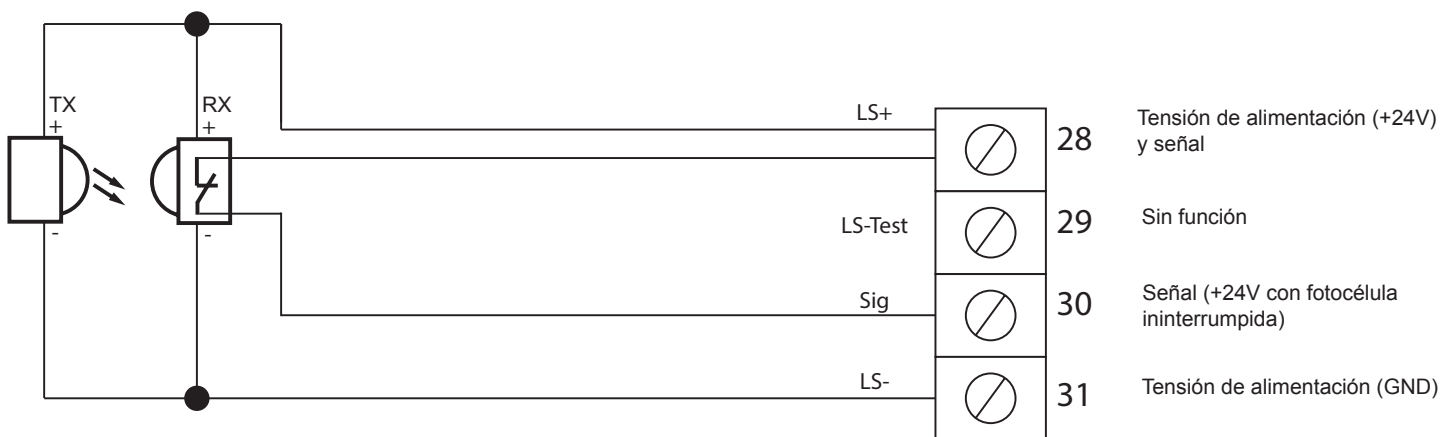 TX
+
-
RX
+
-
LS+
28
Tensión de alimentación (+24V)
y señal
LS-Test
29
Sin función
Sig
30
Señal (+24V con fotocélula
ininterrumpida)
LS-
31
Tensión de alimentación (GND)